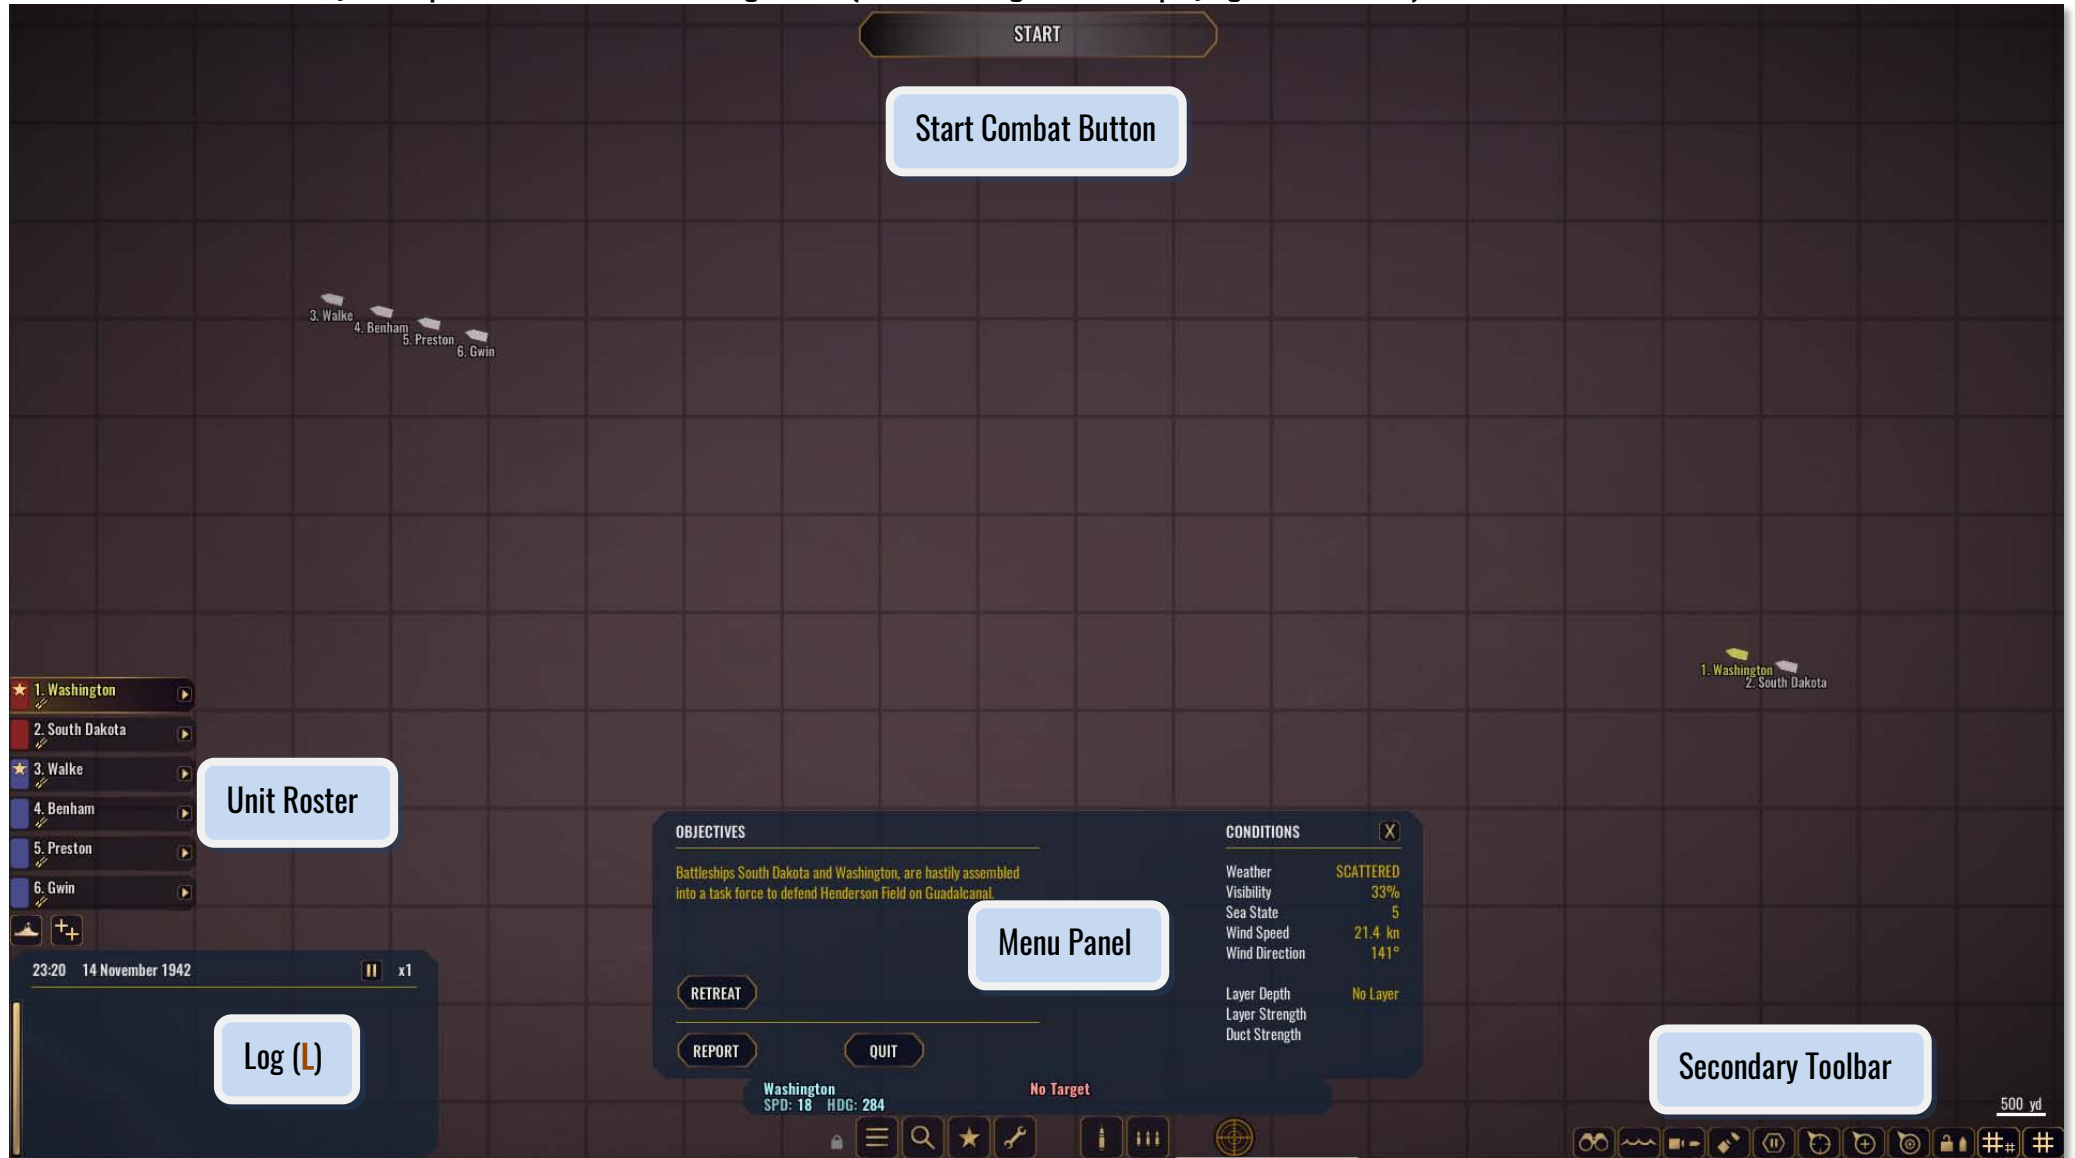 START
Start Combat Button
3. Walke
4. Benham
5. Preston
6. Gwin
1. Washington
2. South Dakota
1. Washington
2. South Dakota
3. Walke
4. Benham
5. Preston
6. Gwin
Unit Roster
23:20 14 November 1942 x1
Log (L)
OBJECTIVES
Battleships South Dakota and Washington, are hastily assembled
into a task force to defend Henderson Field on Guadalcanal.
Menu Panel
RETREAT
REPORT QUIT
CONDITIONS X
Weather SCATTERED
Visibility 33%
Sea State 5
Wind Speed 21.4 kn
Wind Direction 141°
Layer Depth No Layer
Layer Strength
Duct Strength
Washington No Target
SPD: 18 HDG: 284
Secondary Toolbar
500 yd